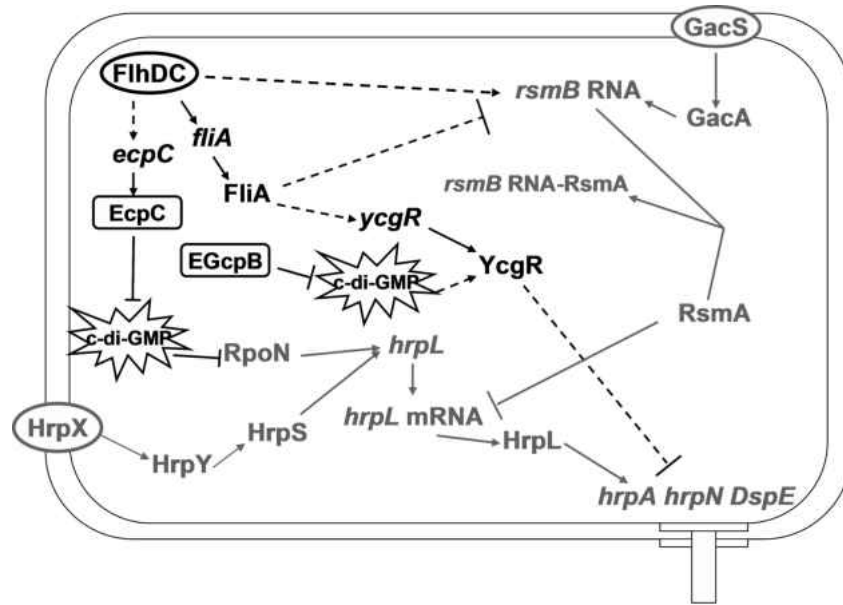 GacS
FlhDC
rsmB RNA
GacA
fliA
ecpC
FliA
rsmB RNA-RsmA
EcpC
ycgR
EGcpB
c-di-GMP
YcgR
RsmA
c-di-GMP
RpoN
hrpL
hrpL mRNA
HrpX
HrpS
HrpL
HrpY
hrpA hrpN DspE